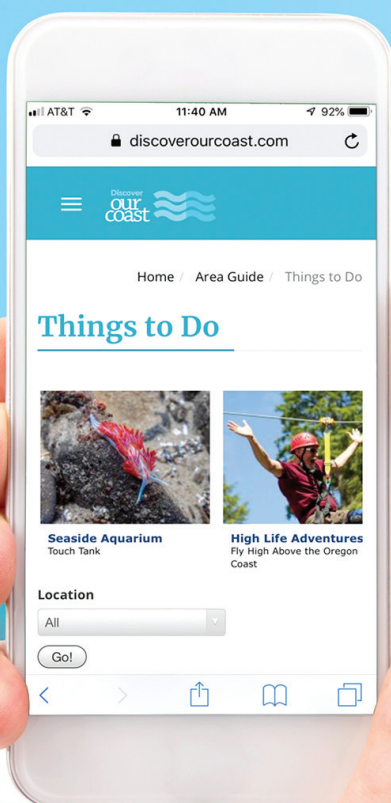 AT&T 11:40 AM 92%
discoverourcoast.com
Discover
our
coast
Home / Area Guide / Things to Do
Things to Do
Seaside Aquarium
Touch Tank
High Life Adventures
Fly High Above the Oregon
Coast
Location
All
Go!